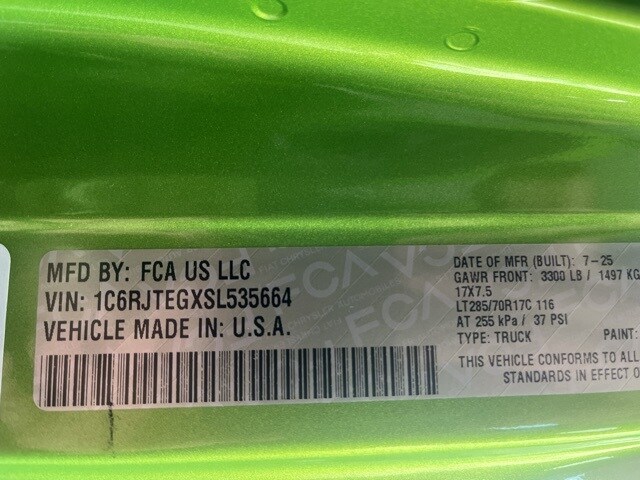 MFD BY: FCA US LLC
VIN: 1C6RJTEGXSL535664
VEHICLE MADE IN U.S.A.
DATE OF MFR (BUILT): 7-25
GAWR FRONT: 3300 LB / 1497 KG
17X7.5
LT285/70R17C 116
AT 255 kPa / 37 PSI
TYPE: TRUCK PAINT:
THIS VEHICLE CONFORMS TO ALL
STANDARDS IN EFFECT O